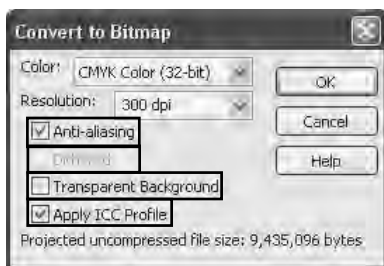 Convert to Bitmap
Color: CMYK Color (32-bit)
OK
Resolution: 300 dpi
Cancel
Anti-aliasing
Dithered
Help
Transparent Background
Apply ICC Profile
Projected uncompressed file size: 9,435,096 bytes